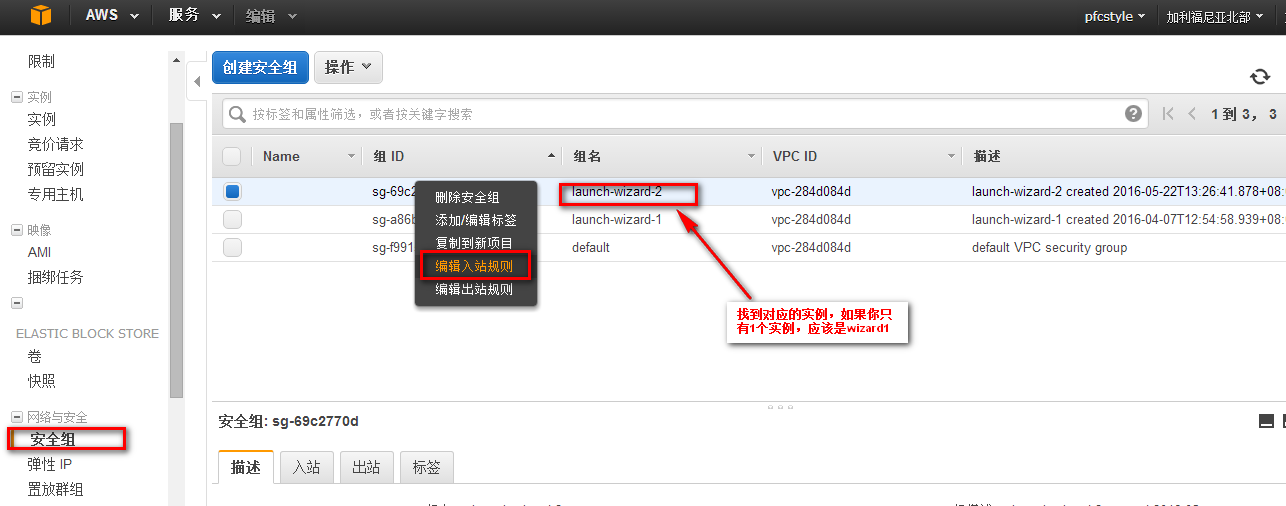 AWS 服务 编辑 pfcstyle 加利福尼亚北部
限制
实例
实例
竞价请求
预留实例
专用主机
映像
AMI
捆绑任务
ELASTIC BLOCK STORE
卷
快照
网络与安全
安全组
弹性 IP
置放群组
创建安全组 操作
按标签和属性筛选，或者按关键字搜索 1 到 3， 3
Name 组 ID 组名 VPC ID 描述
sg-69c2 launch-wizard-2 vpc-284d084d launch-wizard-2 created 2016-05-22T13:26:41.878+08:
sg-a86b launch-wizard-1 vpc-284d084d launch-wizard-1 created 2016-04-07T12:54:58.939+08:
sg-f991 default vpc-284d084d default VPC security group
删除安全组
添加/编辑标签
复制到新项目
编辑入站规则
编辑出站规则
找到对应的实例，如果你只
有1个实例，应该是wizard1
安全组: sg-69c2770d
描述 入站 出站 标签